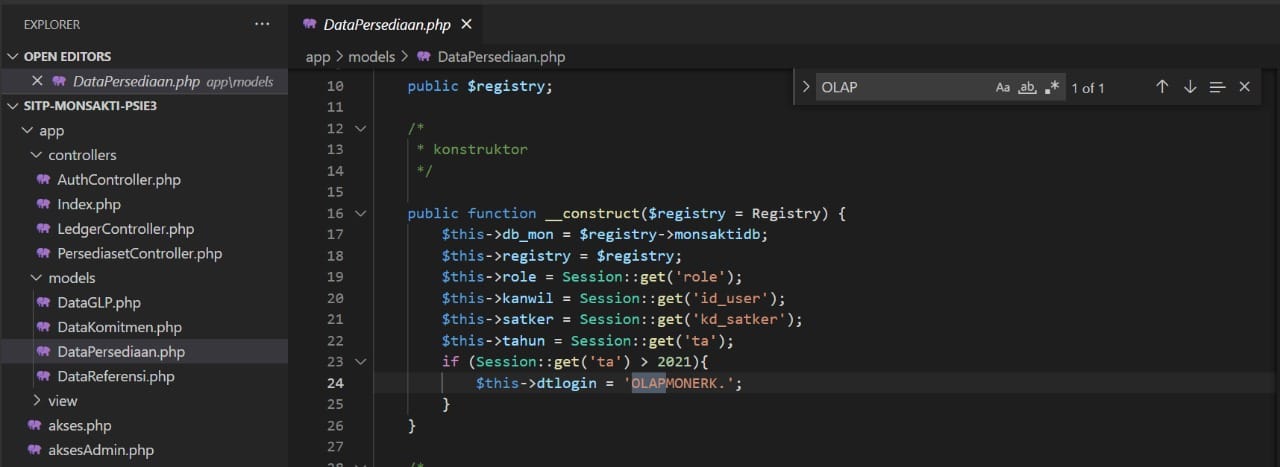 EXPLORER
...
OPEN EDITORS
DataPersediaan.php app\models
SITP-MONSAKTI-PSIE3
app
controllers
AuthController.php
Index.php
LedgerController.php
PersediasetController.php
models
DataGLP.php
DataKomitmen.php
DataPersediaan.php
DataReferensi.php
view
akses.php
aksesAdmin.php
DataPersediaan.php
app > models > DataPersediaan.php
OLAP Aa ab .* 1 of 1
10 public $registry;
11
12 /*
13 * konstruktor
14 */
15
16 public function __construct($registry = Registry) {
17 $this->db_mon = $registry->monsaktidb;
18 $this->registry = $registry;
19 $this->role = Session::get('role');
20 $this->kanwil = Session::get('id_user');
21 $this->satker = Session::get('kd_satker');
22 $this->tahun = Session::get('ta');
23 if (Session::get('ta') > 2021){
24 $this->dtlogin = 'OLAPMONERK.';
25 }
26 }
27
28 /*